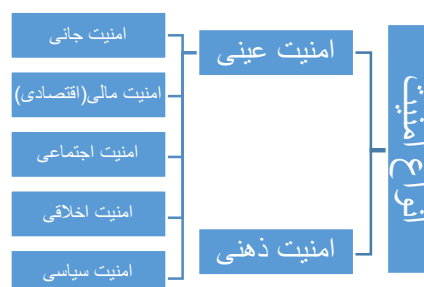 انواع امنیت
امنیت عینی
امنیت جانی
امنیت مالی(اقتصادی)
امنیت اجتماعی
امنیت اخلاقی
امنیت سیاسی
امنیت ذهنی